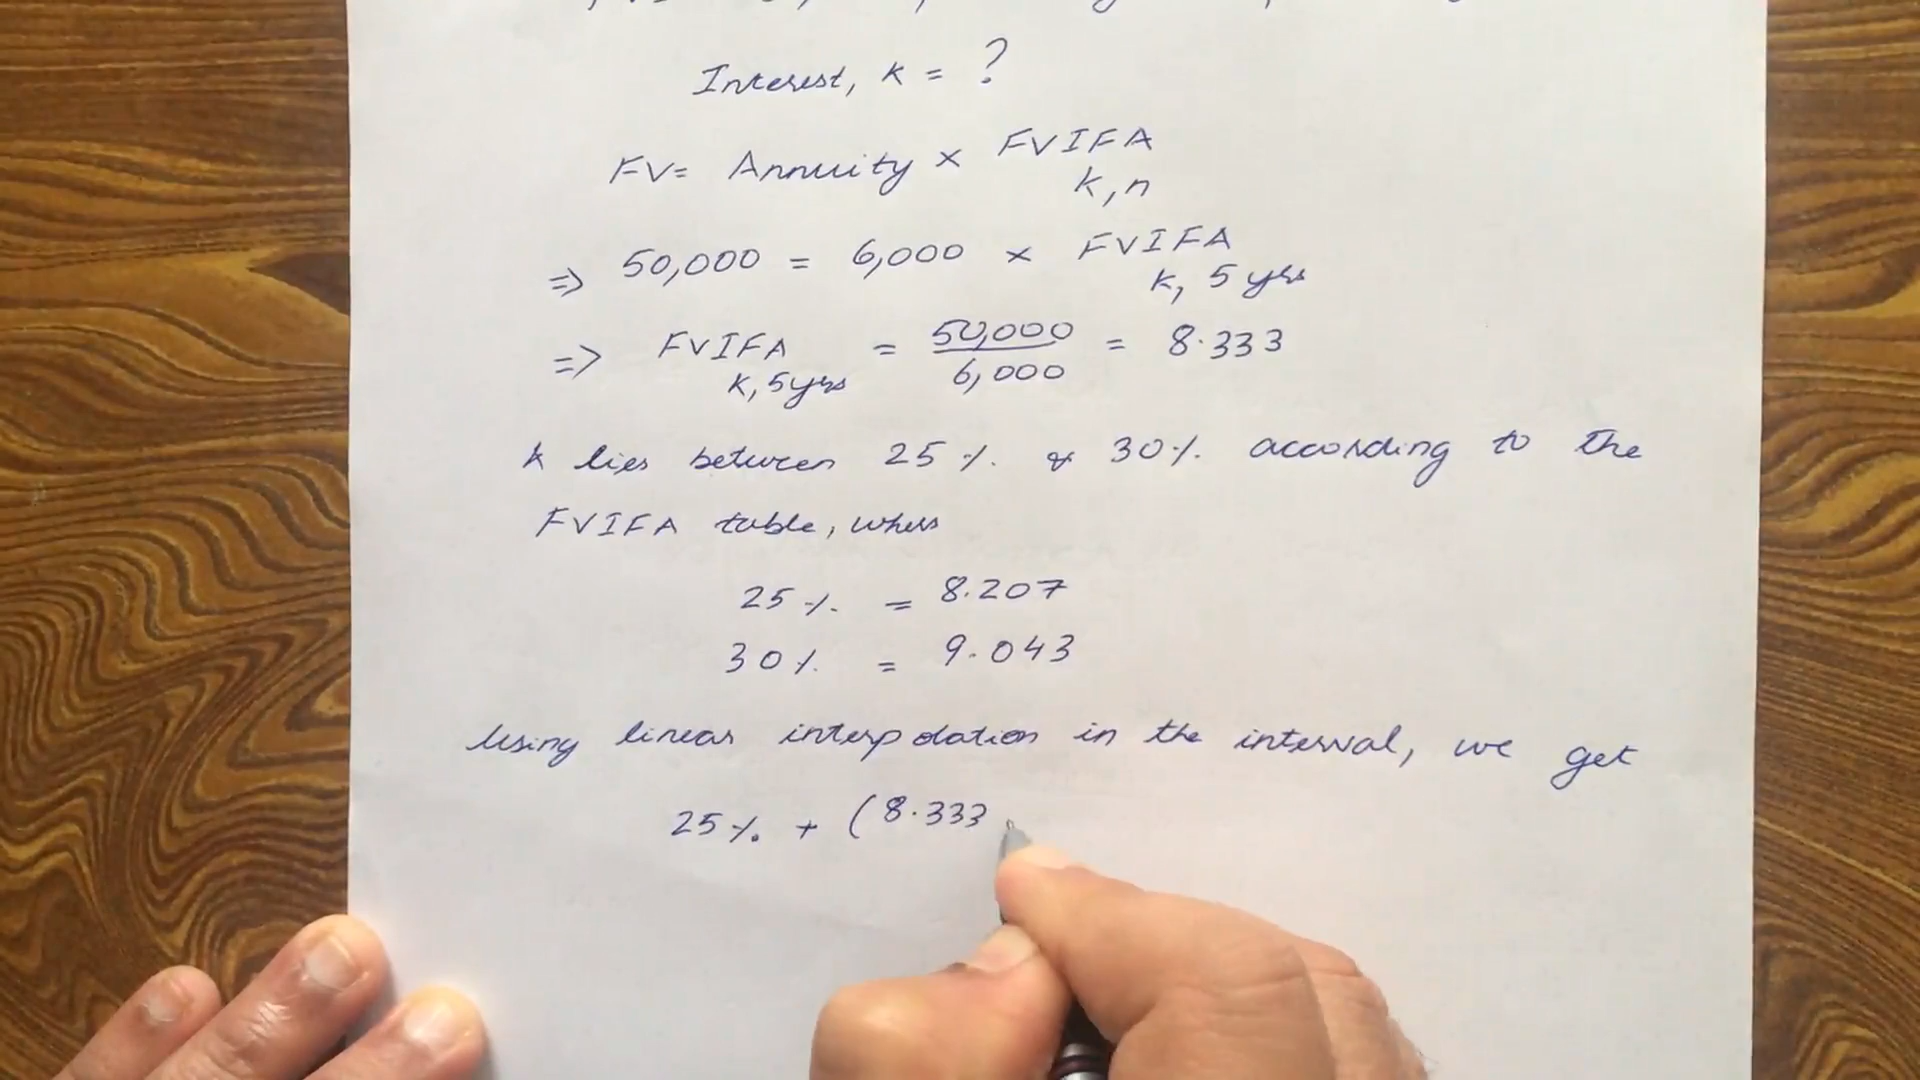 Interest, k = ?
FV = Annuity × FVIFA k, n
=> 50,000 = 6,000 × FVIFA k, 5 yrs
=> FVIFA k, 5 yrs = 50,000 / 6,000 = 8.333
k lies between 25% & 30% according to the
FVIFA table, where
25% = 8.207
30% = 9.043
Using linear interpolation in the interval, we get
25% + (8.333